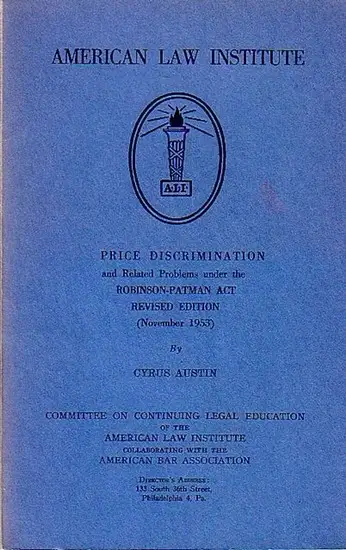 AMERICAN LAW INSTITUTE
A·L·I·
PRICE DISCRIMINATION
and Related Problems under the
ROBINSON-PATMAN ACT
REVISED EDITION
(November 1953)
By
CYRUS AUSTIN
COMMITTEE ON CONTINUING LEGAL EDUCATION
OF THE
AMERICAN LAW INSTITUTE
COLLABORATING WITH THE
AMERICAN BAR ASSOCIATION
DIRECTOR'S ADDRESS:
133 South 36th Street,
Philadelphia 4, Pa.